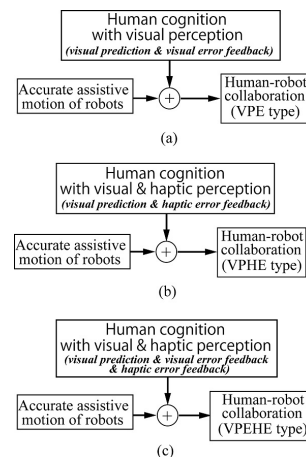 Human cognition
with visual perception
(visual prediction & visual error feedback)
Accurate assistive
motion of robots
+
Human-robot
collaboration
(VPE type)
(a)
Human cognition
with visual & haptic perception
(visual prediction & haptic error feedback)
Accurate assistive
motion of robots
+
Human-robot
collaboration
(VPHE type)
(b)
Human cognition
with visual & haptic perception
(visual prediction & visual error feedback
& haptic error feedback)
Accurate assistive
motion of robots
+
Human-robot
collaboration
(VPEHE type)
(c)